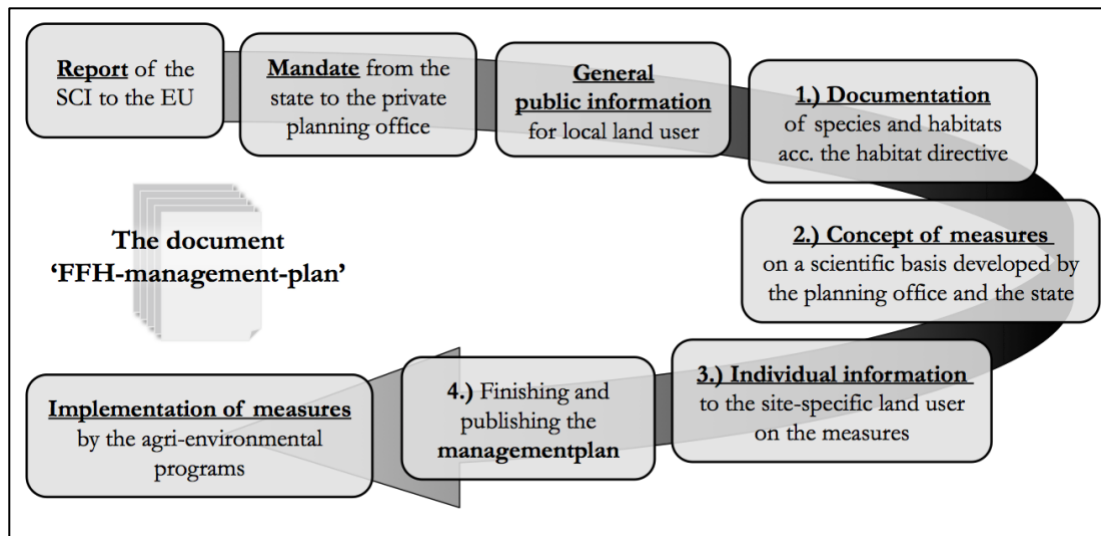 Report of the
SCI to the EU
Mandate from the
state to the private
planning office
General
public information
for local land user
1.) Documentation
of species and habitats
acc. the habitat directive
2.) Concept of measures
on a scientific basis developed by
the planning office and the state
3.) Individual information
to the site-specific land user
on the measures
4.) Finishing and
publishing the
managementplan
Implementation of measures
by the agri-environmental
programs
The document
‘FFH-management-plan’